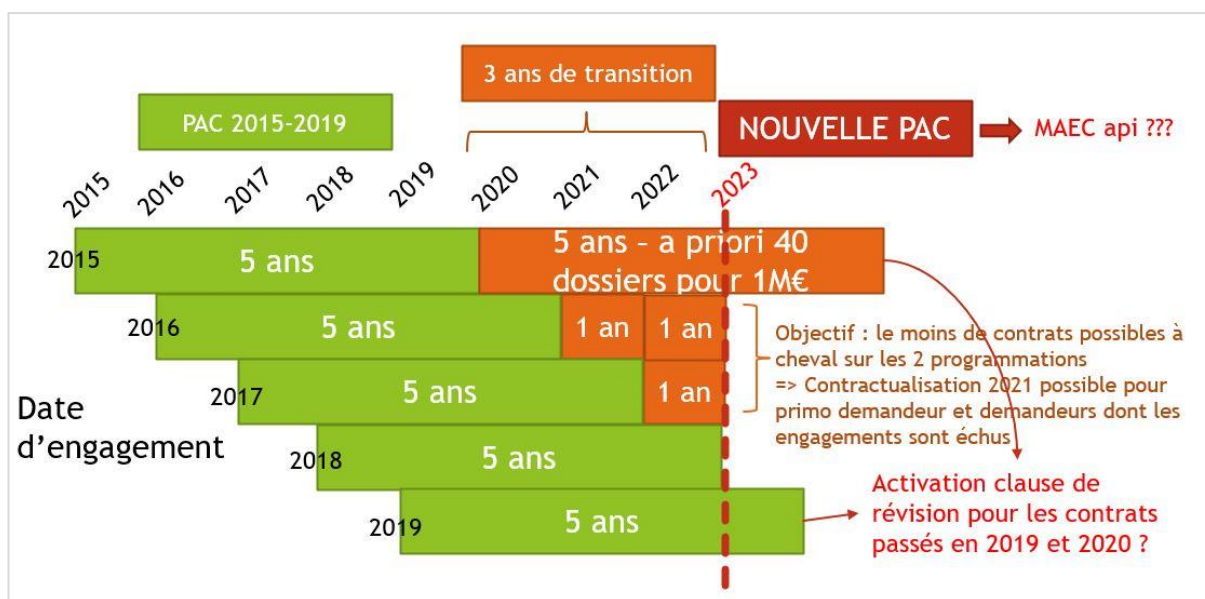 3 ans de transition
PAC 2015-2019
NOUVELLE PAC
MAEC api ???
2015
2016
2017
2018
2019
2020
2021
2022
2023
2015
5 ans
5 ans – a priori 40
dossiers pour 1M€
2016
5 ans
1 an
1 an
Objectif : le moins de contrats possibles à
cheval sur les 2 programmations
=> Contractualisation 2021 possible pour
primo demandeur et demandeurs dont les
engagements sont échus
2017
5 ans
1 an
Date
d’engagement
2018
5 ans
2019
5 ans
Activation clause de
révision pour les contrats
passés en 2019 et 2020 ?